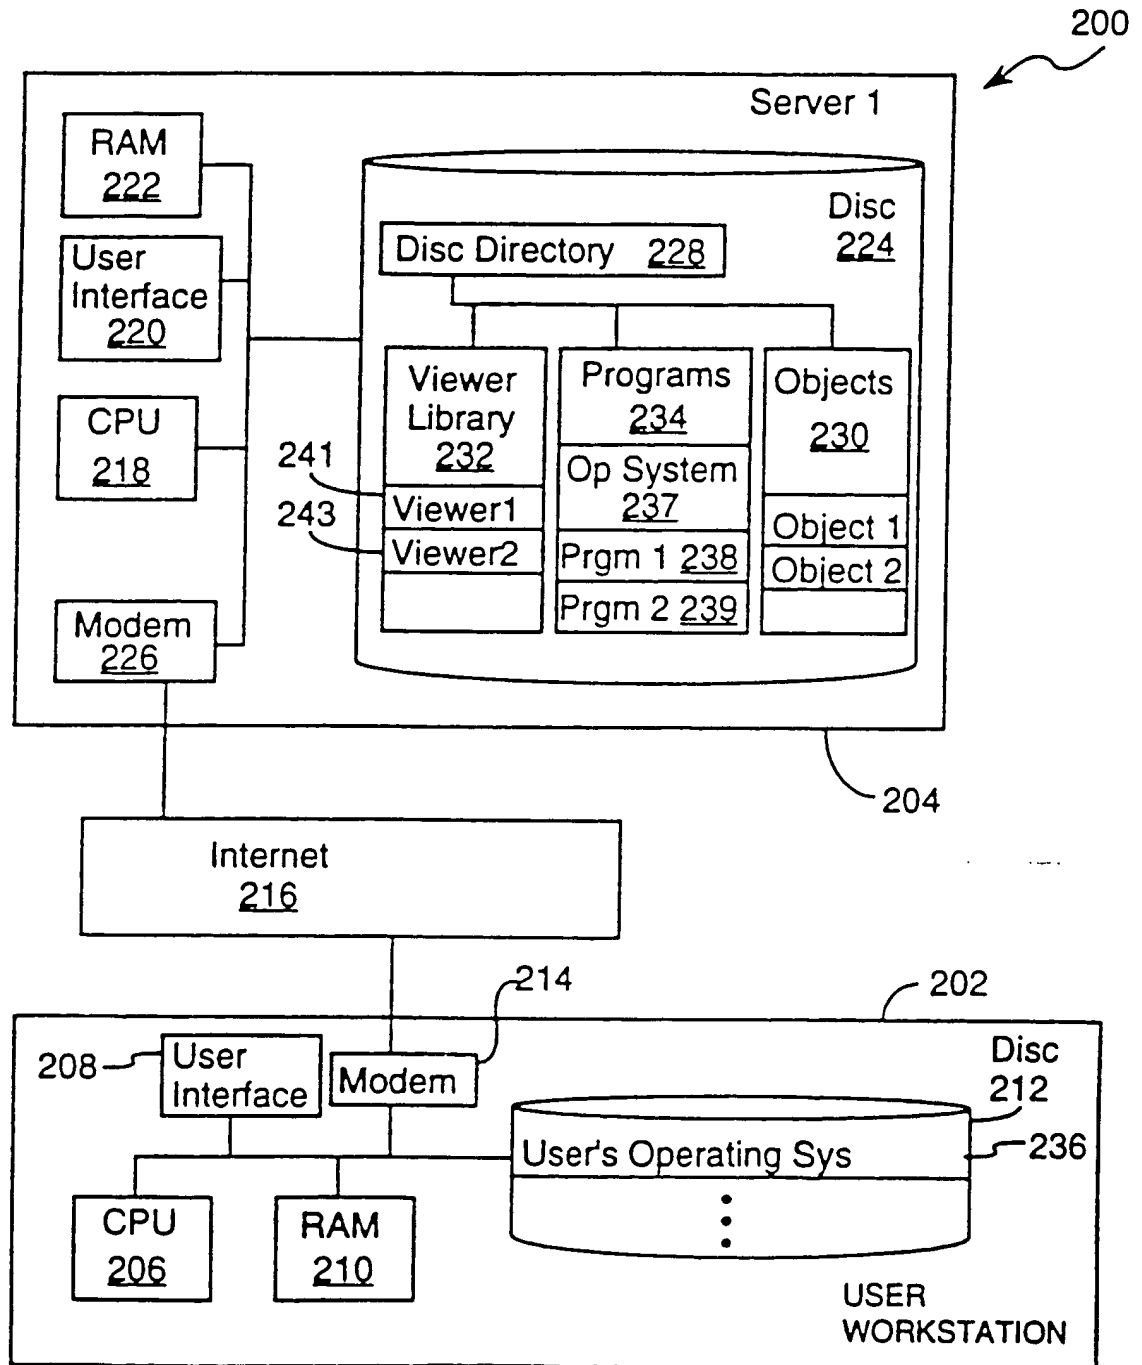 200
Server 1
RAM
222
User
Interface
220
CPU
218
Modem
226
Disc
224
Disc Directory 228
Viewer
Library
232
Viewer1
Viewer2
241
243
Programs
234
Op System
237
Prgm 1 238
Prgm 2 239
Objects
230
Object 1
Object 2
204
Internet
216
214
202
208
User
Interface
Modem
Disc
212
User's Operating Sys
236
CPU
206
RAM
210
USER
WORKSTATION